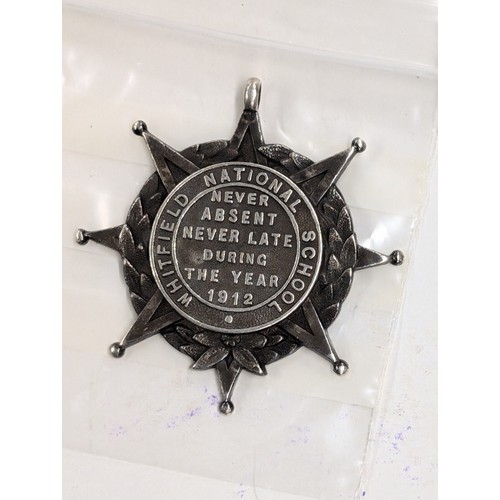 WHITFIELD NATIONAL SCHOOL
NEVER
ABSENT
NEVER LATE
DURING
THE YEAR
1912